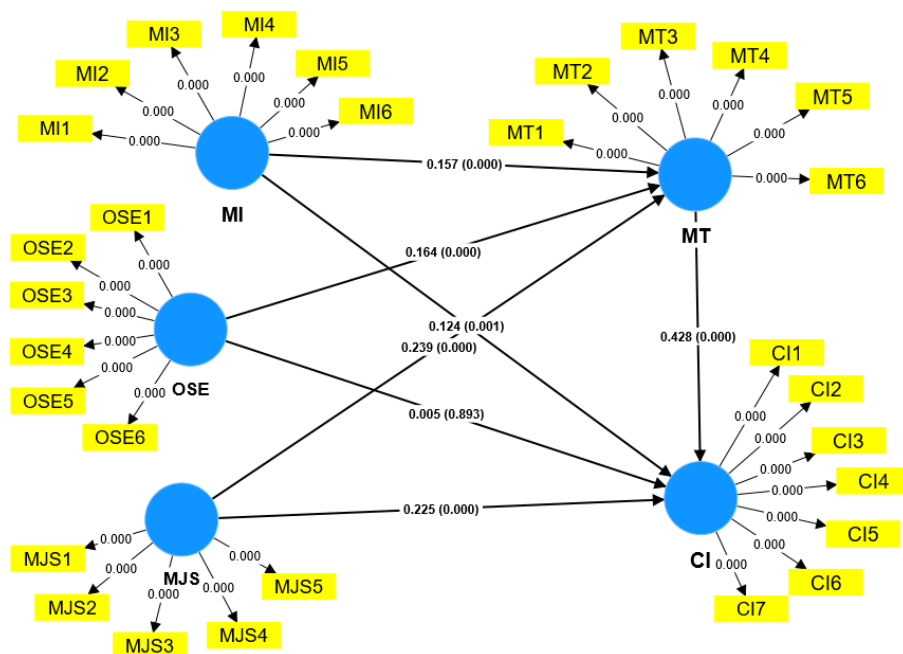 MI1
MI2
MI3
MI4
MI5
MI6
0.000
0.000
0.000
0.000
0.000
0.000
MI
MT1
MT2
MT3
MT4
MT5
MT6
0.000
0.000
0.000
0.000
0.000
0.000
MT
0.157 (0.000)
OSE1
OSE2
OSE3
OSE4
OSE5
OSE6
0.000
0.000
0.000
0.000
0.000
0.000
OSE
0.164 (0.000)
0.124 (0.001)
0.239 (0.000)
0.428 (0.000)
0.005 (0.893)
0.225 (0.000)
MJS1
MJS2
MJS3
MJS4
MJS5
0.000
0.000
0.000
0.000
0.000
MJS
CI1
CI2
CI3
CI4
CI5
CI6
CI7
0.000
0.000
0.000
0.000
0.000
0.000
0.000
CI